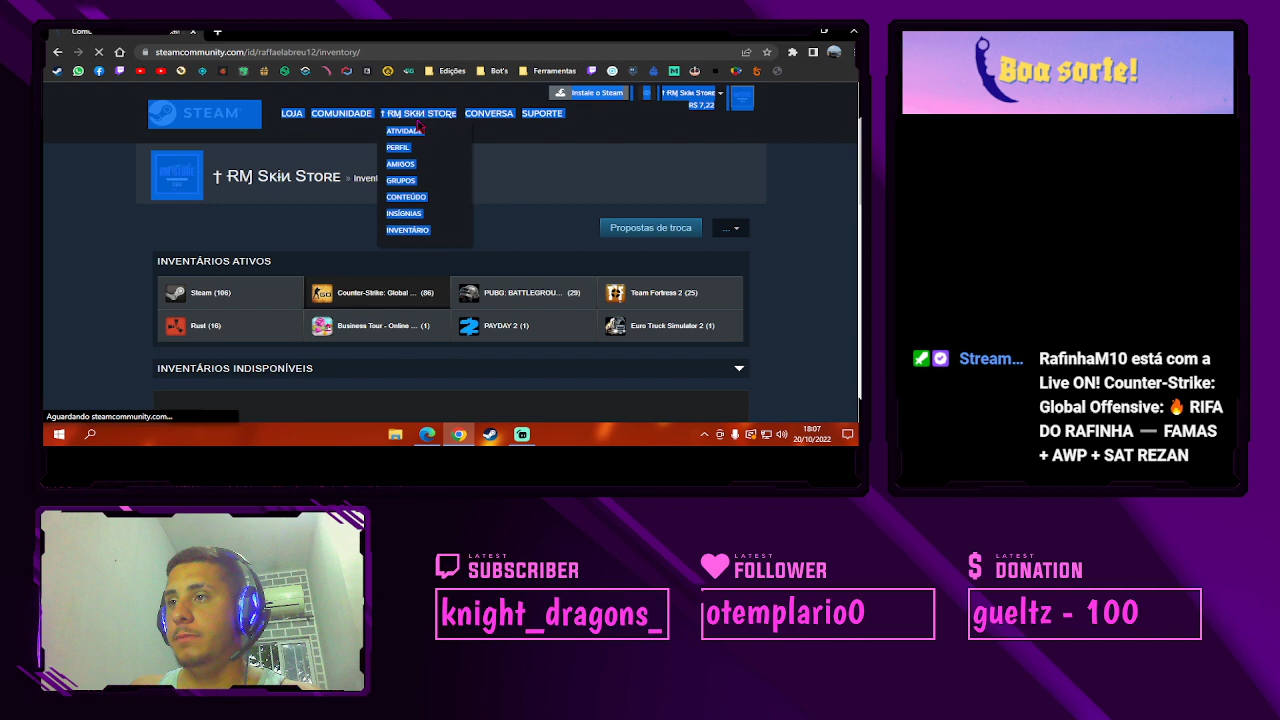 steamcommunity.com/id/raffaelabreu12/inventory/
Edições
Bot's
Ferramentas
Instale o Steam
† RM SKIN STORE
R$ 7,22
STEAM
LOJA
COMUNIDADE
† RM SKIN STORE
CONVERSA
SUPORTE
ATIVIDADE
PERFIL
AMIGOS
GRUPOS
CONTEÚDO
INSÍGNIAS
INVENTÁRIO
† RM SKIN STORE » Invent
Propostas de troca
...
INVENTÁRIOS ATIVOS
Steam (106)
Counter-Strike: Global ... (86)
PUBG: BATTLEGROU... (29)
Team Fortress 2 (25)
Rust (16)
Business Tour - Online ... (1)
PAYDAY 2 (1)
Euro Truck Simulator 2 (1)
INVENTÁRIOS INDISPONÍVEIS
Aguardando steamcommunity.com...
18:07
20/10/2022
Boa sorte!
Stream... RafinhaM10 está com a
Live ON! Counter-Strike:
Global Offensive: 🔥 RIFA
DO RAFINHA — FAMAS
+ AWP + SAT REZAN
LATEST
SUBSCRIBER
knight_dragons_
LATEST
FOLLOWER
otemplario0
LATEST
DONATION
gueltz - 100